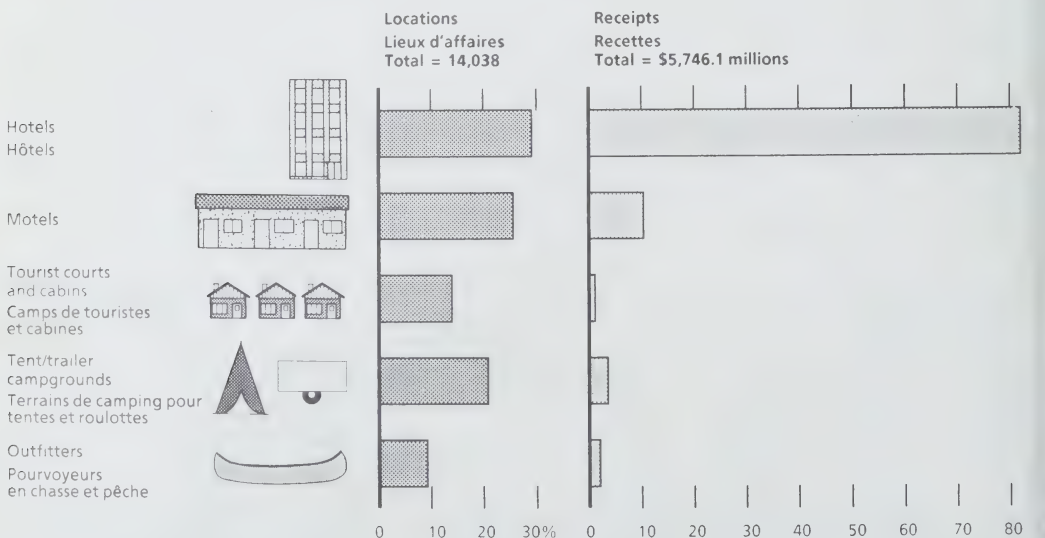 Locations
Lieux d'affaires
Total = 14,038
Receipts
Recettes
Total = $5,746.1 millions
Hotels
Hôtels
Motels
Tourist courts
and cabins
Camps de touristes
et cabines
Tent/trailer
campgrounds
Terrains de camping pour
tentes et roulottes
Outfitters
Pourvoyeurs
en chasse et pêche
0 10 20 30%
0 10 20 30 40 50 60 70 80